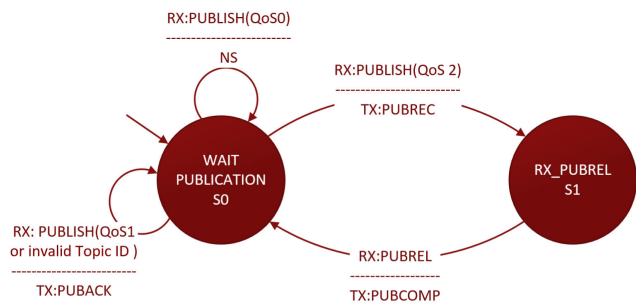 RX:PUBLISH(QoS0)
NS
RX:PUBLISH(QoS 2)
TX:PUBREC
WAIT
PUBLICATION
S0
RX_PUBREL
S1
RX: PUBLISH(QoS1
or invalid Topic ID )
TX:PUBACK
RX:PUBREL
TX:PUBCOMP